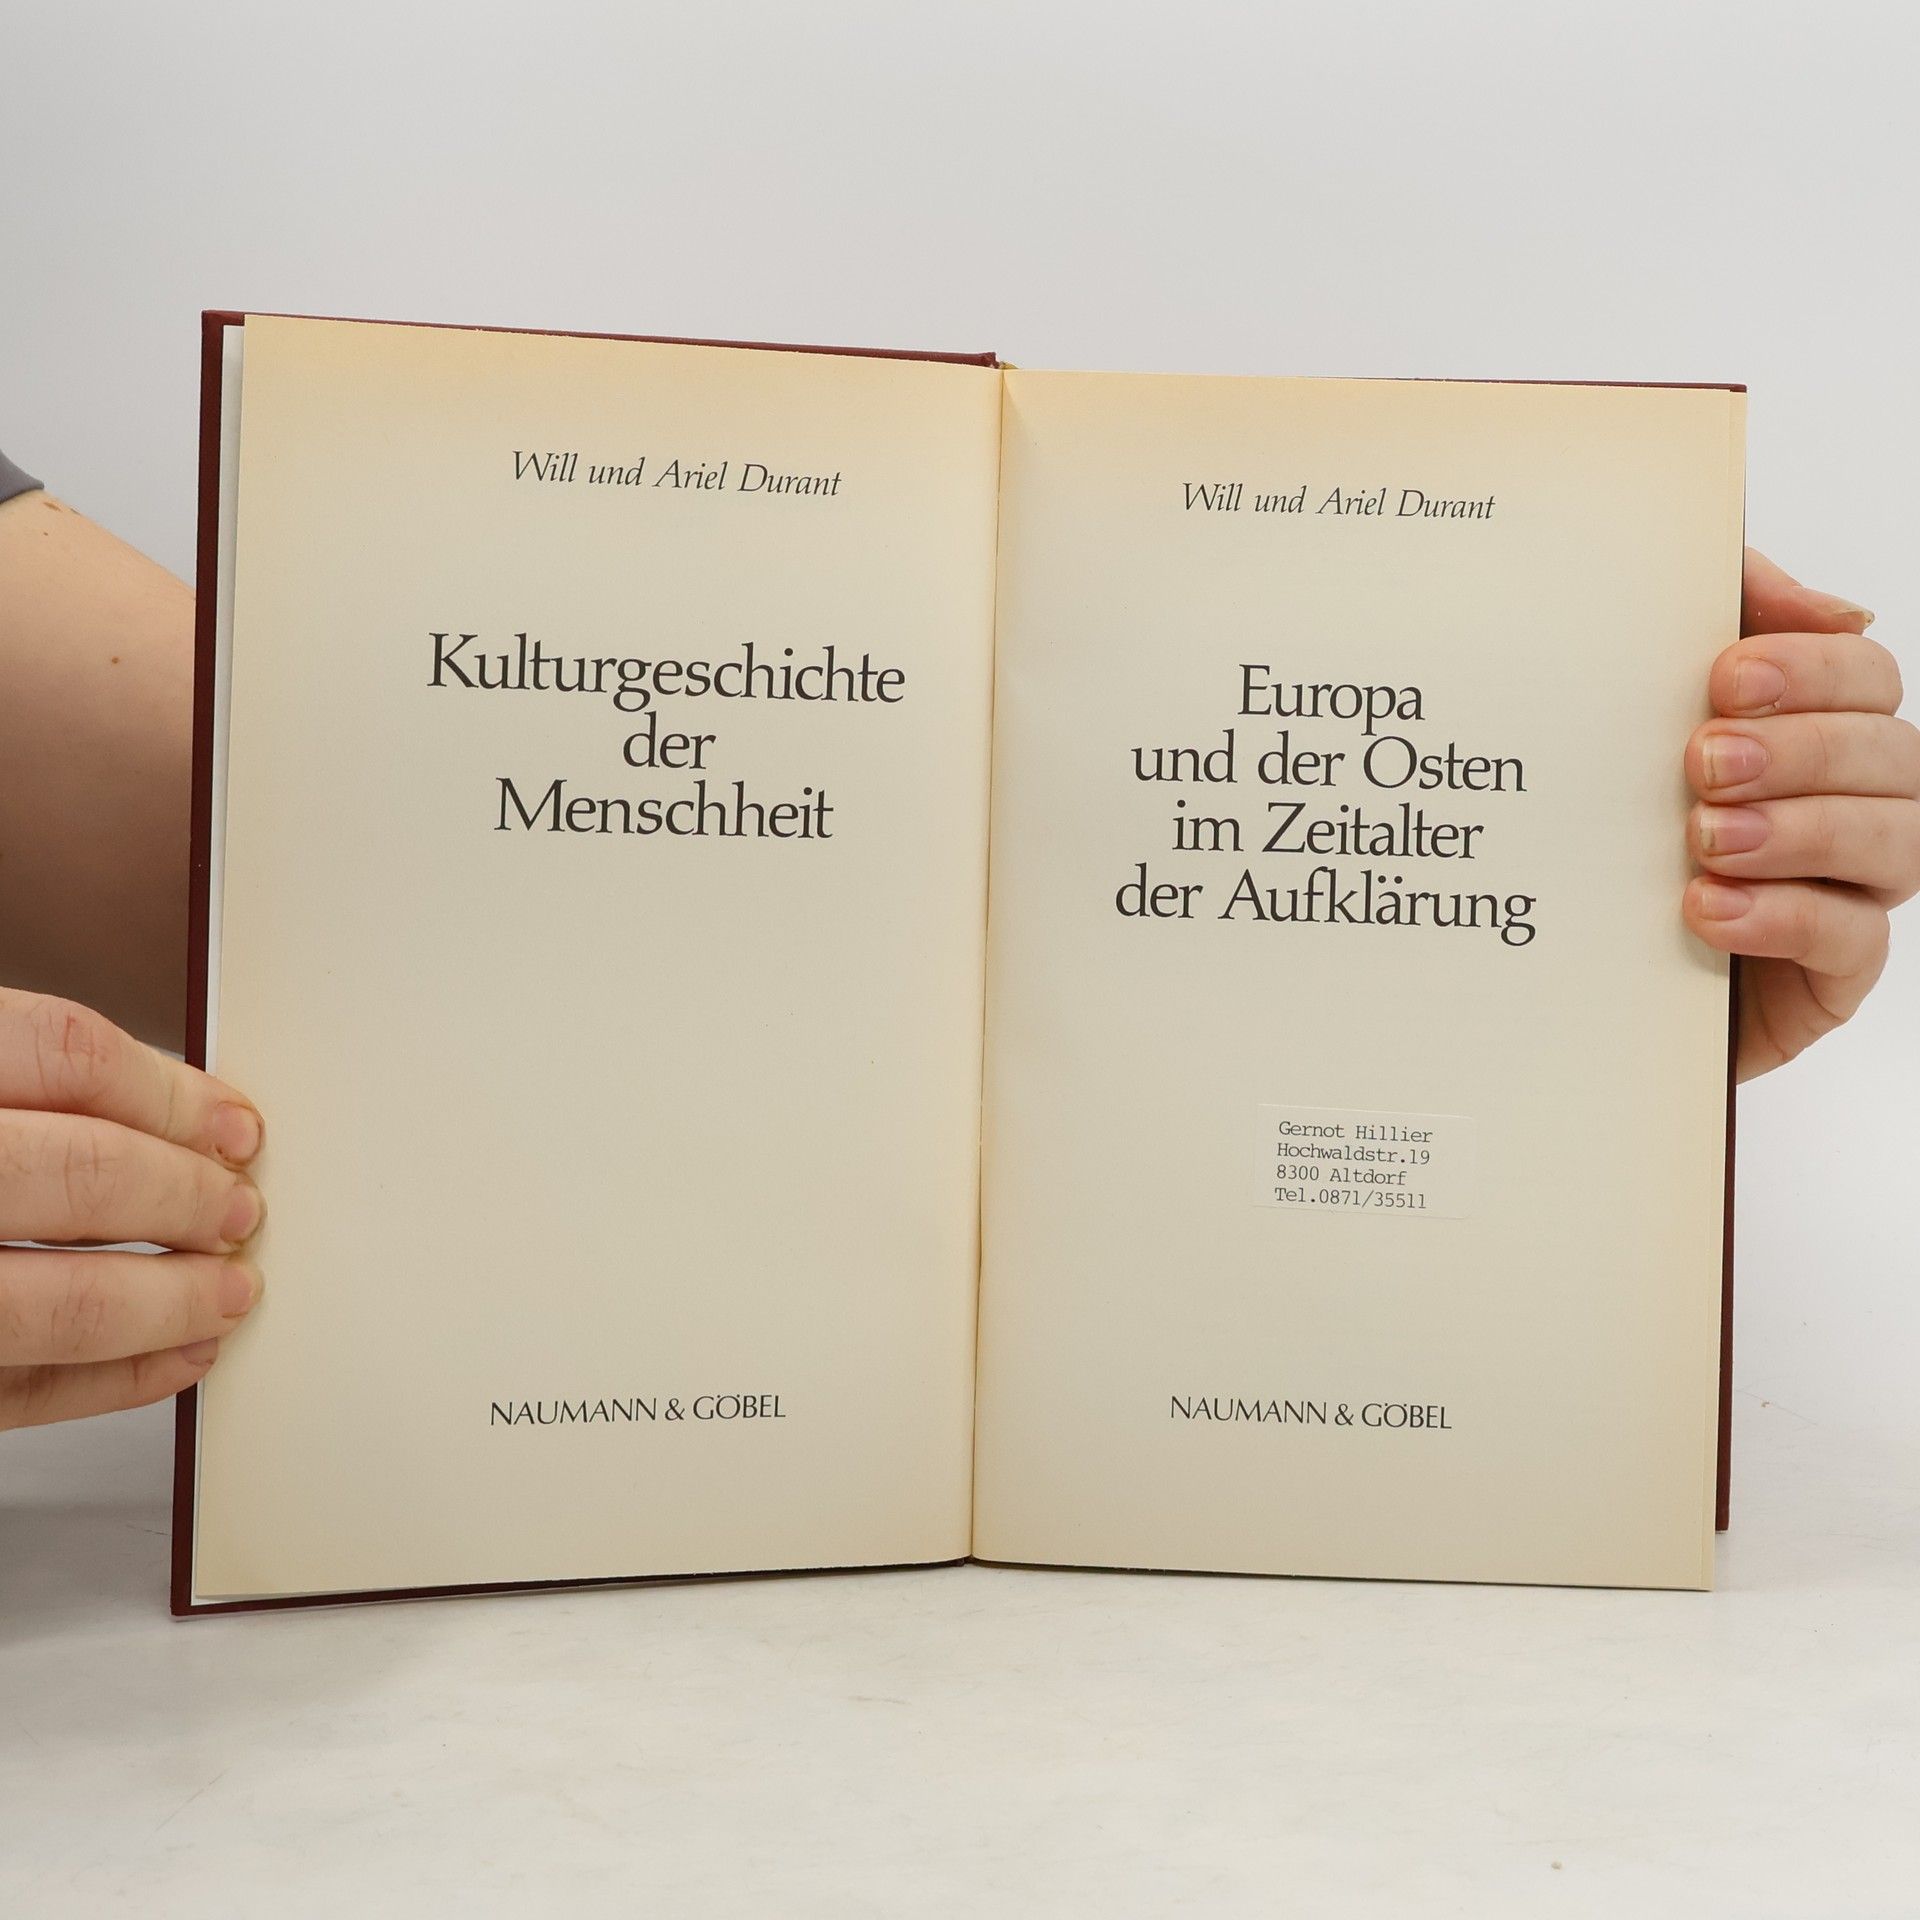 Will und Ariel Durant
Kulturgeschichte
der
Menschheit
NAUMANN & GÖBEL
Will und Ariel Durant
Europa
und der Osten
im Zeitalter
der Aufklärung
Gernot Hillier
Hochwaldstr.19
8300 Altdorf
Tel.0871/35511
NAUMANN & GÖBEL